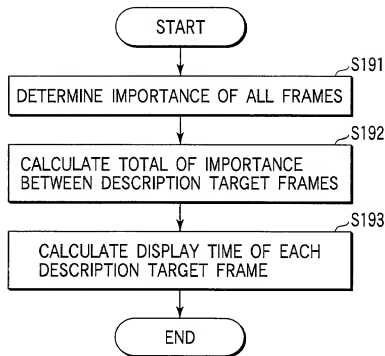 START
S191
DETERMINE IMPORTANCE OF ALL FRAMES
S192
CALCULATE TOTAL OF IMPORTANCE
BETWEEN DESCRIPTION TARGET FRAMES
S193
CALCULATE DISPLAY TIME OF EACH
DESCRIPTION TARGET FRAME
END